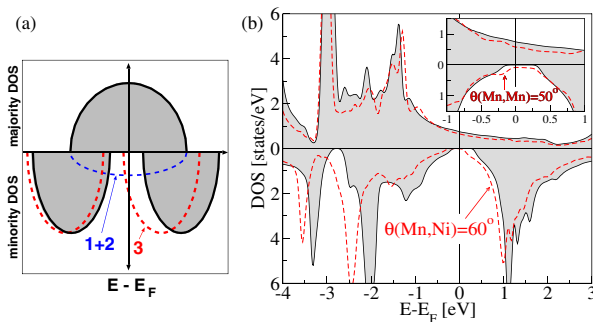 (a)
majority DOS
minority DOS
1+2
3
E - E_F
(b)
DOS [states/eV]
6
4
2
0
2
4
6
-4
-3
-2
-1
0
1
2
3
E-E_F [eV]
θ(Mn,Ni)=60°
1
0
1
-1
-0.5
0
0.5
1
θ(Mn,Mn)=50°